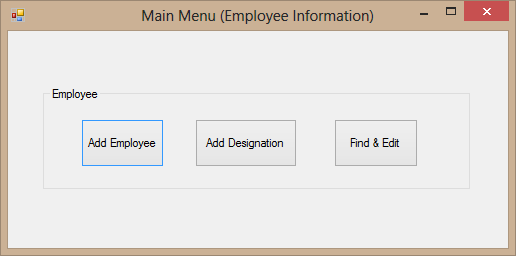 Main Menu (Employee Information)
Employee
Add Employee
Add Designation
Find & Edit